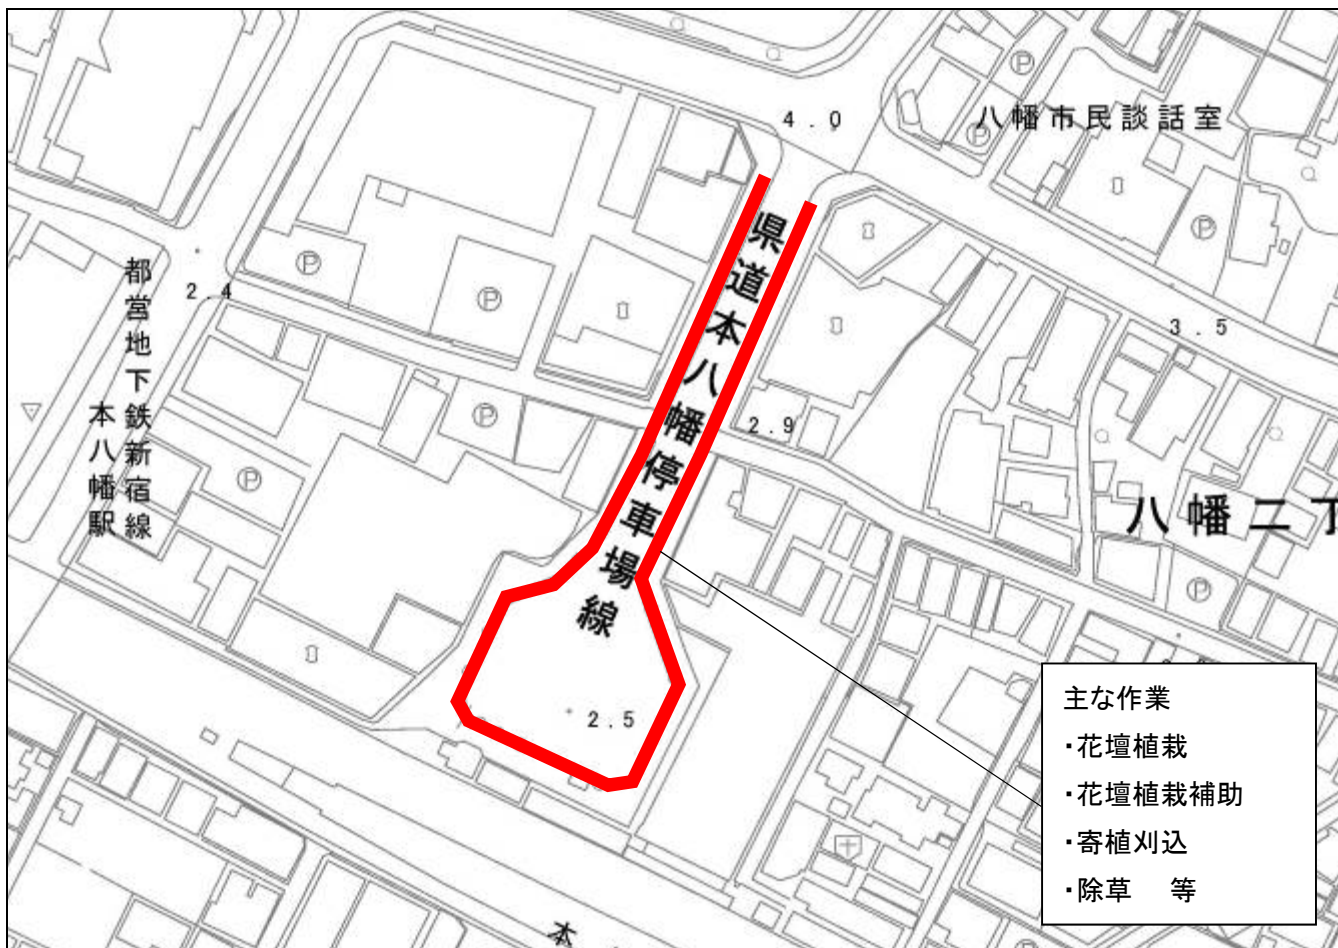 4.0
八幡市民談話室
Ⓟ
Ⓟ
Ⓟ
県道本八幡停車場線
都営地下鉄新宿線
本八幡駅
2.4
Ⓟ
Ⓟ
3.5
Ⓟ
2.9
Ⓟ
八幡二丁
Ⓟ
2.5
主な作業
・花壇植栽
・花壇植栽補助
・寄植刈込
・除草　等
本